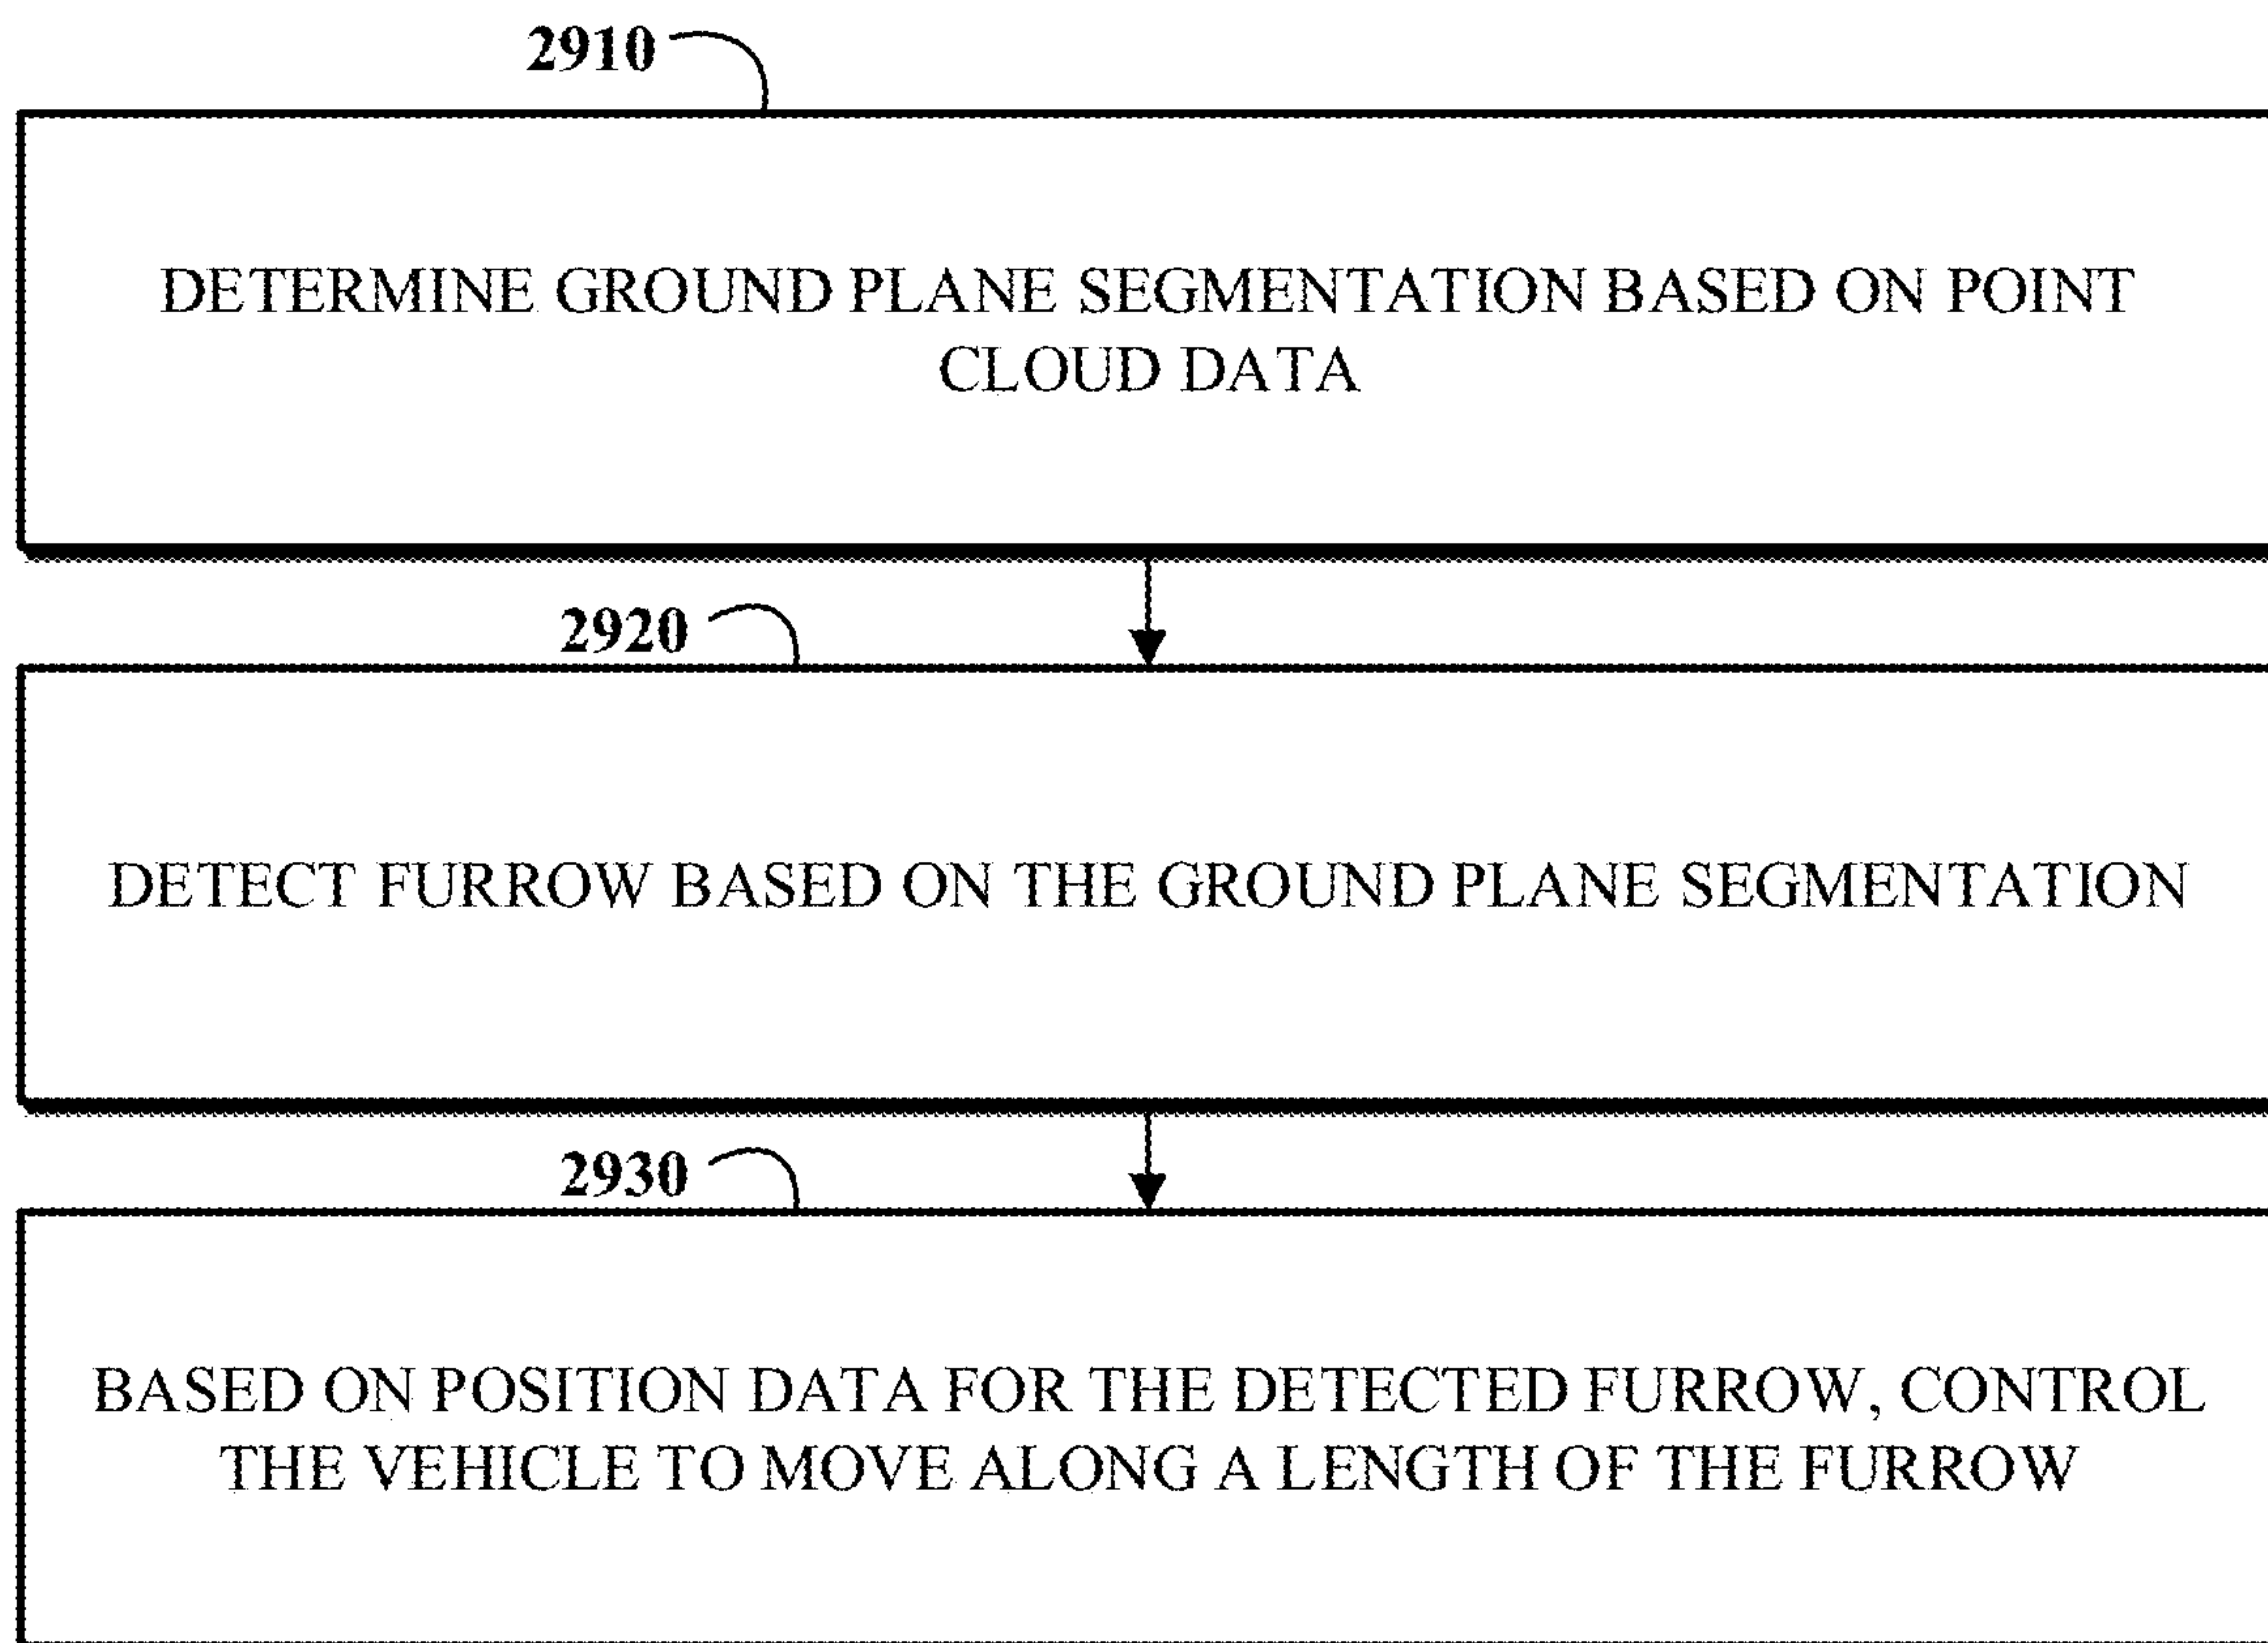 2910
DETERMINE GROUND PLANE SEGMENTATION BASED ON POINT
CLOUD DATA
2920
DETECT FURROW BASED ON THE GROUND PLANE SEGMENTATION
2930
BASED ON POSITION DATA FOR THE DETECTED FURROW, CONTROL
THE VEHICLE TO MOVE ALONG A LENGTH OF THE FURROW